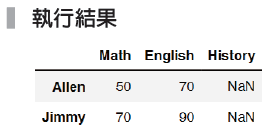 執行結果
Math English History
Allen 50 70 NaN
Jimmy 70 90 NaN